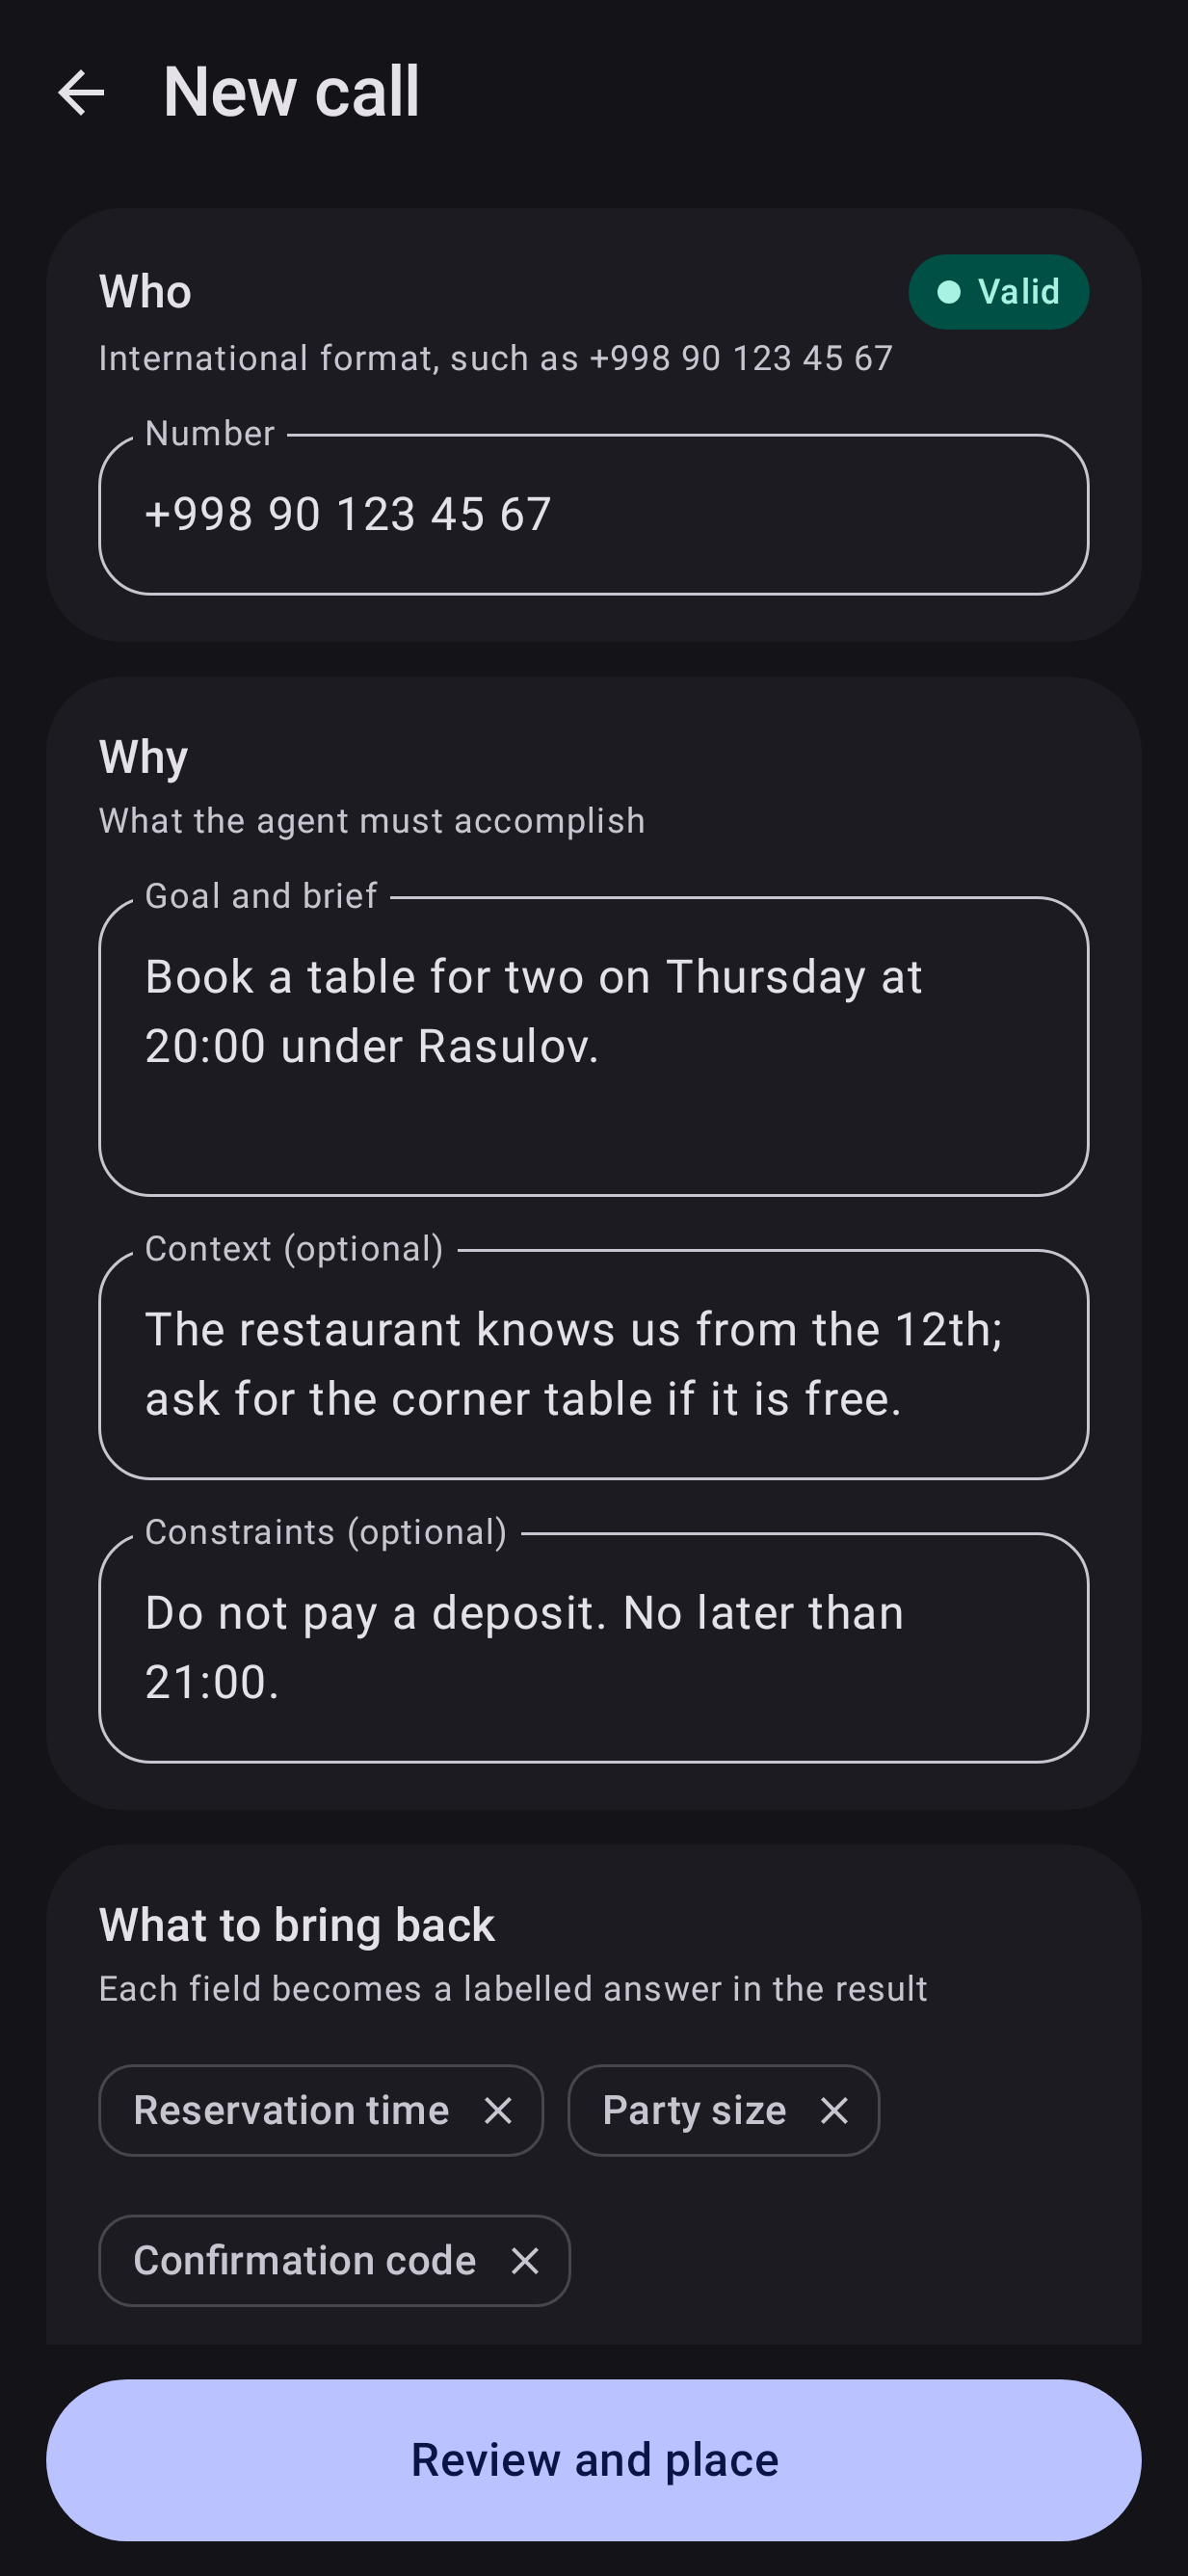 New call
Who
Valid
International format, such as +998 90 123 45 67
Number
+998 90 123 45 67
Why
What the agent must accomplish
Goal and brief
Book a table for two on Thursday at
20:00 under Rasulov.
Context (optional)
The restaurant knows us from the 12th;
ask for the corner table if it is free.
Constraints (optional)
Do not pay a deposit. No later than
21:00.
What to bring back
Each field becomes a labelled answer in the result
Reservation time
Party size
Confirmation code
Review and place